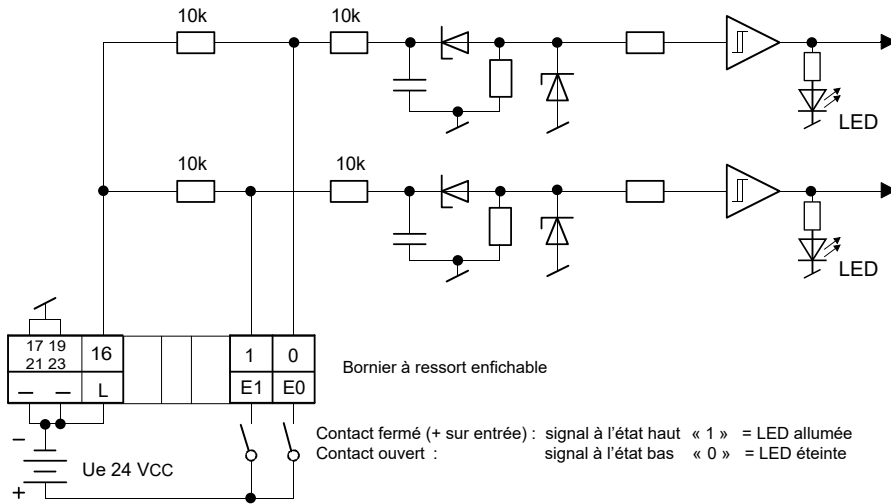 10k
10k
10k
10k
LED
LED
17 19
21 23
16
1
0
— —
L
E1
E0
Bornier à ressort enfichable
–
+
Ue 24 VCC
Contact fermé (+ sur entrée) : signal à l’état haut « 1 » = LED allumée
Contact ouvert : signal à l’état bas « 0 » = LED éteinte